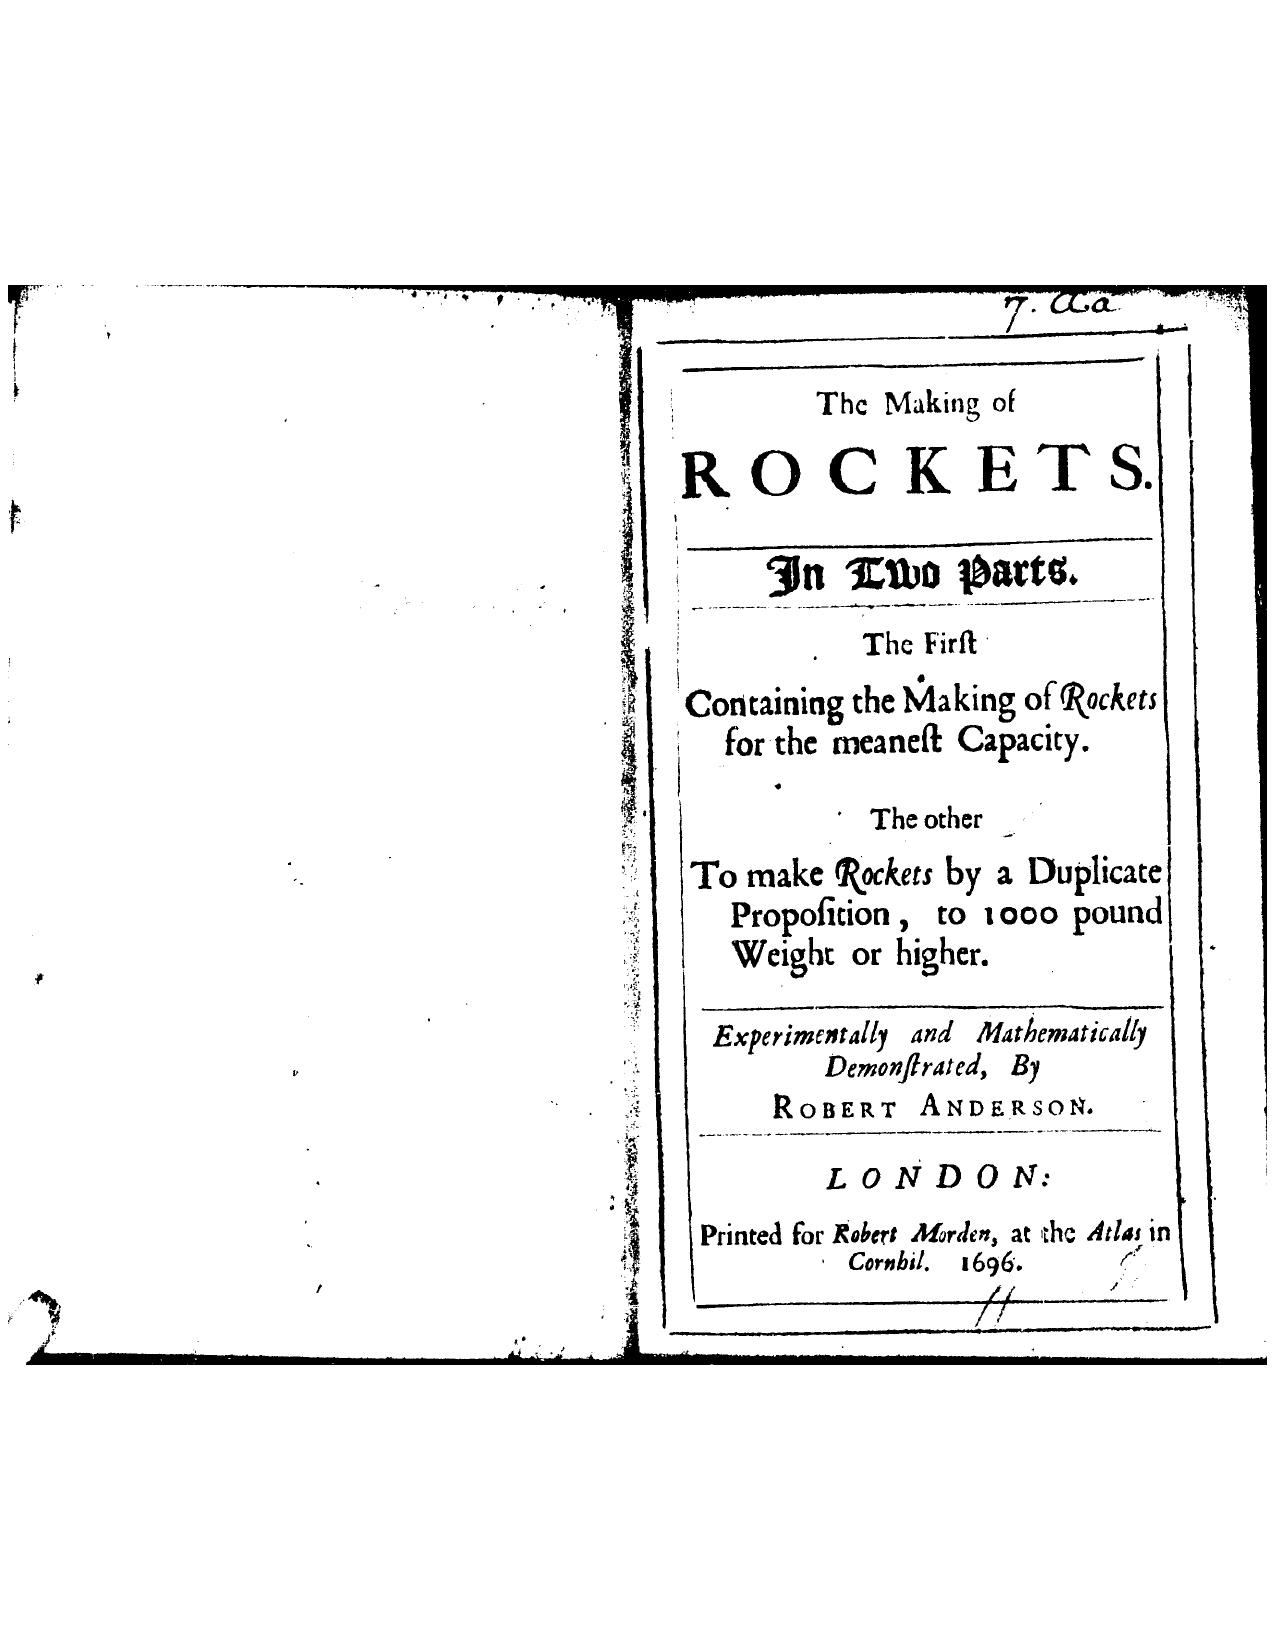 The Making of
ROCKETS.
In Two Parts.
The Firſt
Containing the Making of Rockets
for the meaneſt Capacity.
The other
To make Rockets by a Duplicate
Propoſition, to 1000 pound
Weight or higher.
Experimentally and Mathematically
Demonſtrated, By
ROBERT ANDERSON.
LONDON:
Printed for Robert Morden, at the Atlas in
Cornhil. 1696.